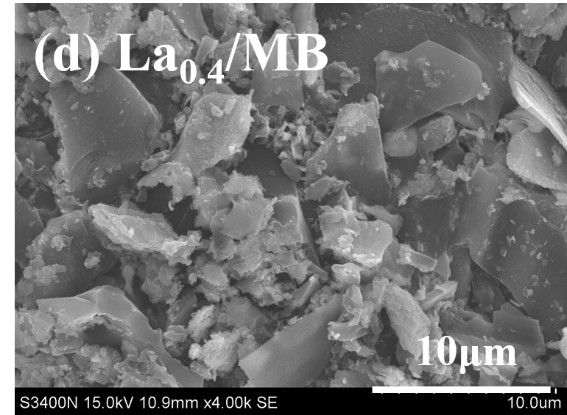 (d) La0.4/MB
10μm
S3400N 15.0kV 10.9mm x4.00k SE
10.0um